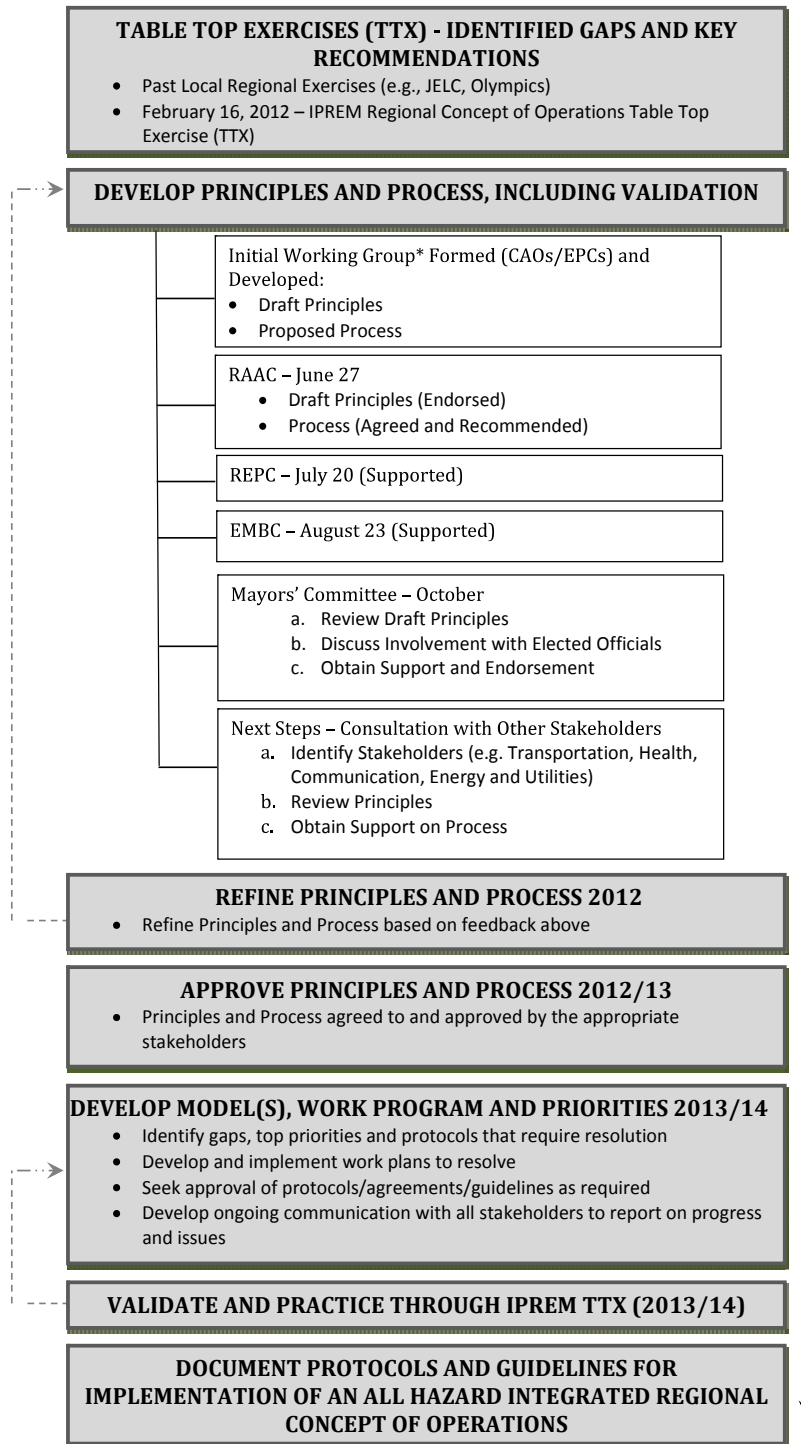 TABLE TOP EXERCISES (TTX) - IDENTIFIED GAPS AND KEY
RECOMMENDATIONS
• Past Local Regional Exercises (e.g., JELC, Olympics)
• February 16, 2012 – IPREM Regional Concept of Operations Table Top
Exercise (TTX)
DEVELOP PRINCIPLES AND PROCESS, INCLUDING VALIDATION
Initial Working Group* Formed (CAOs/EPCs) and
Developed:
• Draft Principles
• Proposed Process
RAAC – June 27
• Draft Principles (Endorsed)
• Process (Agreed and Recommended)
REPC – July 20 (Supported)
EMBC – August 23 (Supported)
Mayors' Committee – October
a. Review Draft Principles
b. Discuss Involvement with Elected Officials
c. Obtain Support and Endorsement
Next Steps – Consultation with Other Stakeholders
a. Identify Stakeholders (e.g. Transportation, Health,
Communication, Energy and Utilities)
b. Review Principles
c. Obtain Support on Process
REFINE PRINCIPLES AND PROCESS 2012
• Refine Principles and Process based on feedback above
APPROVE PRINCIPLES AND PROCESS 2012/13
• Principles and Process agreed to and approved by the appropriate
stakeholders
DEVELOP MODEL(S), WORK PROGRAM AND PRIORITIES 2013/14
• Identify gaps, top priorities and protocols that require resolution
• Develop and implement work plans to resolve
• Seek approval of protocols/agreements/guidelines as required
• Develop ongoing communication with all stakeholders to report on progress
and issues
VALIDATE AND PRACTICE THROUGH IPREM TTX (2013/14)
DOCUMENT PROTOCOLS AND GUIDELINES FOR
IMPLEMENTATION OF AN ALL HAZARD INTEGRATED REGIONAL
CONCEPT OF OPERATIONS